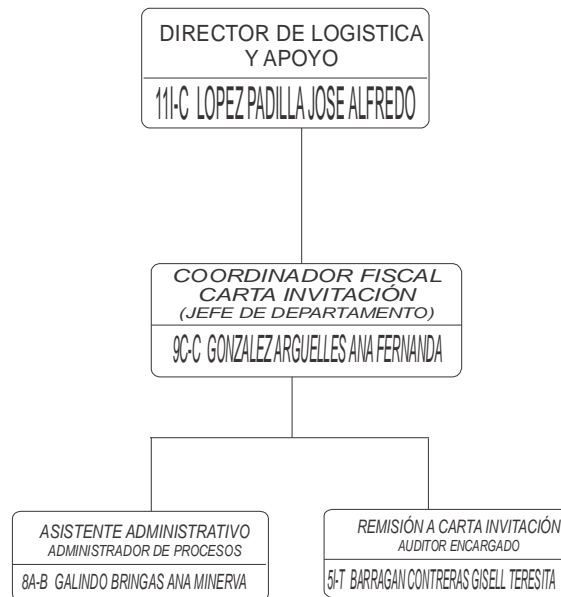 DIRECTOR DE LOGISTICA
Y APOYO
11I-C LOPEZ PADILLA JOSE ALFREDO
COORDINADOR FISCAL
CARTA INVITACIÓN
(JEFE DE DEPARTAMENTO)
9C-C GONZALEZ ARGUELLES ANA FERNANDA
ASISTENTE ADMINISTRATIVO
ADMINISTRADOR DE PROCESOS
8A-B GALINDO BRINGAS ANA MINERVA
REMISIÓN A CARTA INVITACIÓN
AUDITOR ENCARGADO
5I-T BARRAGAN CONTRERAS GISELL TERESITA